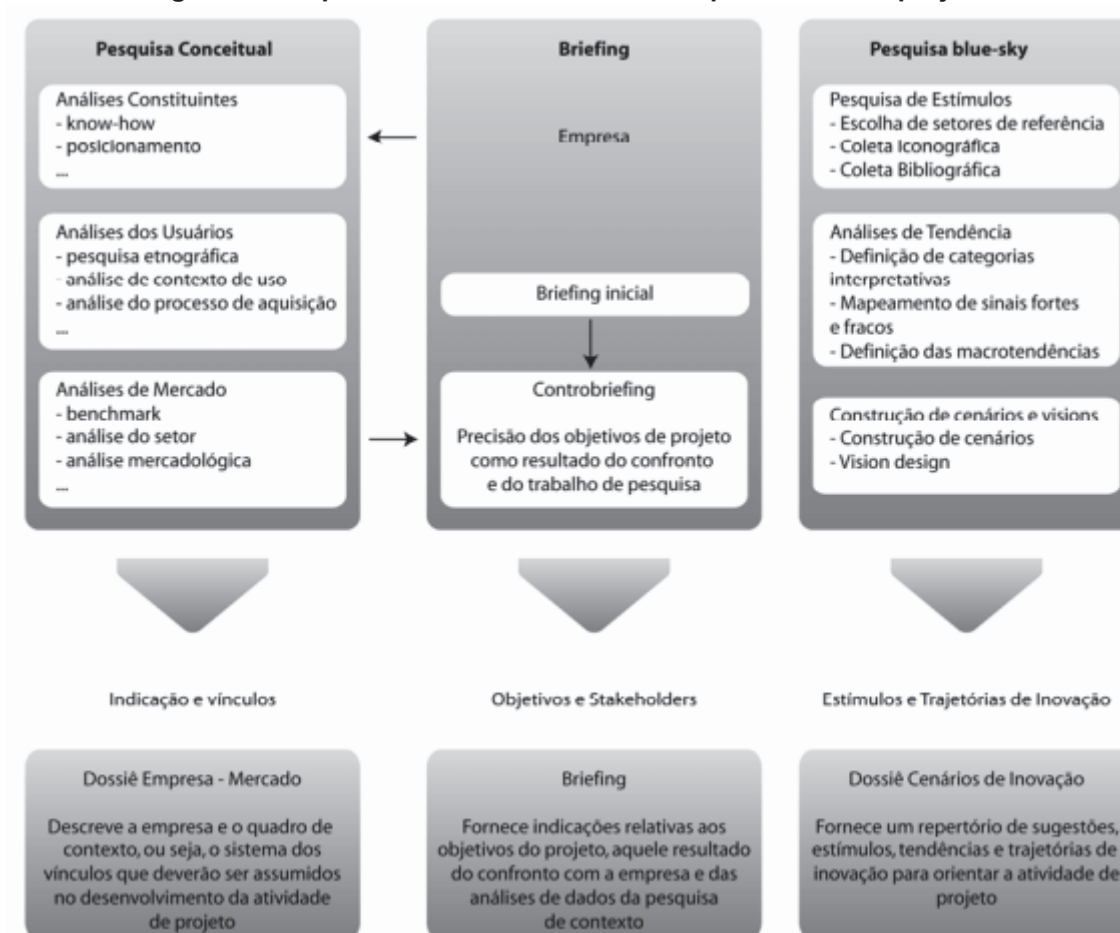 Pesquisa Conceitual
Análises Constituintes
- know-how
- posicionamento
...
Análises dos Usuários
- pesquisa etnográfica
- análise de contexto de uso
- análise do processo de aquisição
...
Análises de Mercado
- benchmark
- análise do setor
- análise mercadológica
...
Briefing
Empresa
Briefing inicial
Controbriefing
Precisão dos objetivos de projeto
como resultado do confronto
e do trabalho de pesquisa
Pesquisa blue-sky
Pesquisa de Estímulos
- Escolha de setores de referência
- Coleta Iconográfica
- Coleta Bibliográfica
Análises de Tendência
- Definição de categorias
interpretativas
- Mapeamento de sinais fortes
e fracos
- Definição das macrotendências
Construção de cenários e visions
- Construção de cenários
- Vision design
Indicação e vínculos
Objetivos e Stakeholders
Estímulos e Trajetórias de Inovação
Dossiê Empresa - Mercado
Descreve a empresa e o quadro de
contexto, ou seja, o sistema dos
vínculos que deverão ser assumidos
no desenvolvimento da atividade
de projeto
Briefing
Fornece indicações relativas aos
objetivos do projeto, aquele resultado
do confronto com a empresa e das
análises de dados da pesquisa
de contexto
Dossiê Cenários de Inovação
Fornece um repertório de sugestões,
estímulos, tendências e trajetórias de
inovação para orientar a atividade de
projeto